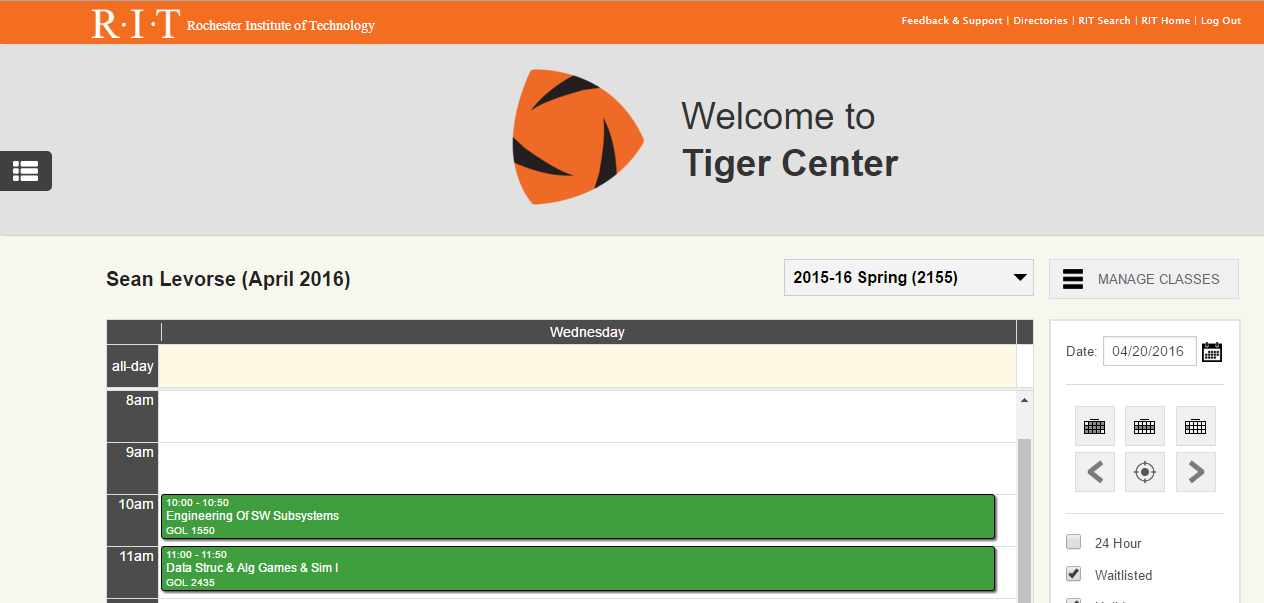 R·I·T Rochester Institute of Technology
Feedback & Support | Directories | RIT Search | RIT Home | Log Out
Welcome to
Tiger Center
Sean Levorse (April 2016)
2015-16 Spring (2155)
MANAGE CLASSES
Wednesday
all-day
8am
9am
10am
10:00 - 10:50
Engineering Of SW Subsystems
GOL 1550
11am
11:00 - 11:50
Data Struc & Alg Games & Sim I
GOL 2435
Date: 04/20/2016
24 Hour
Waitlisted